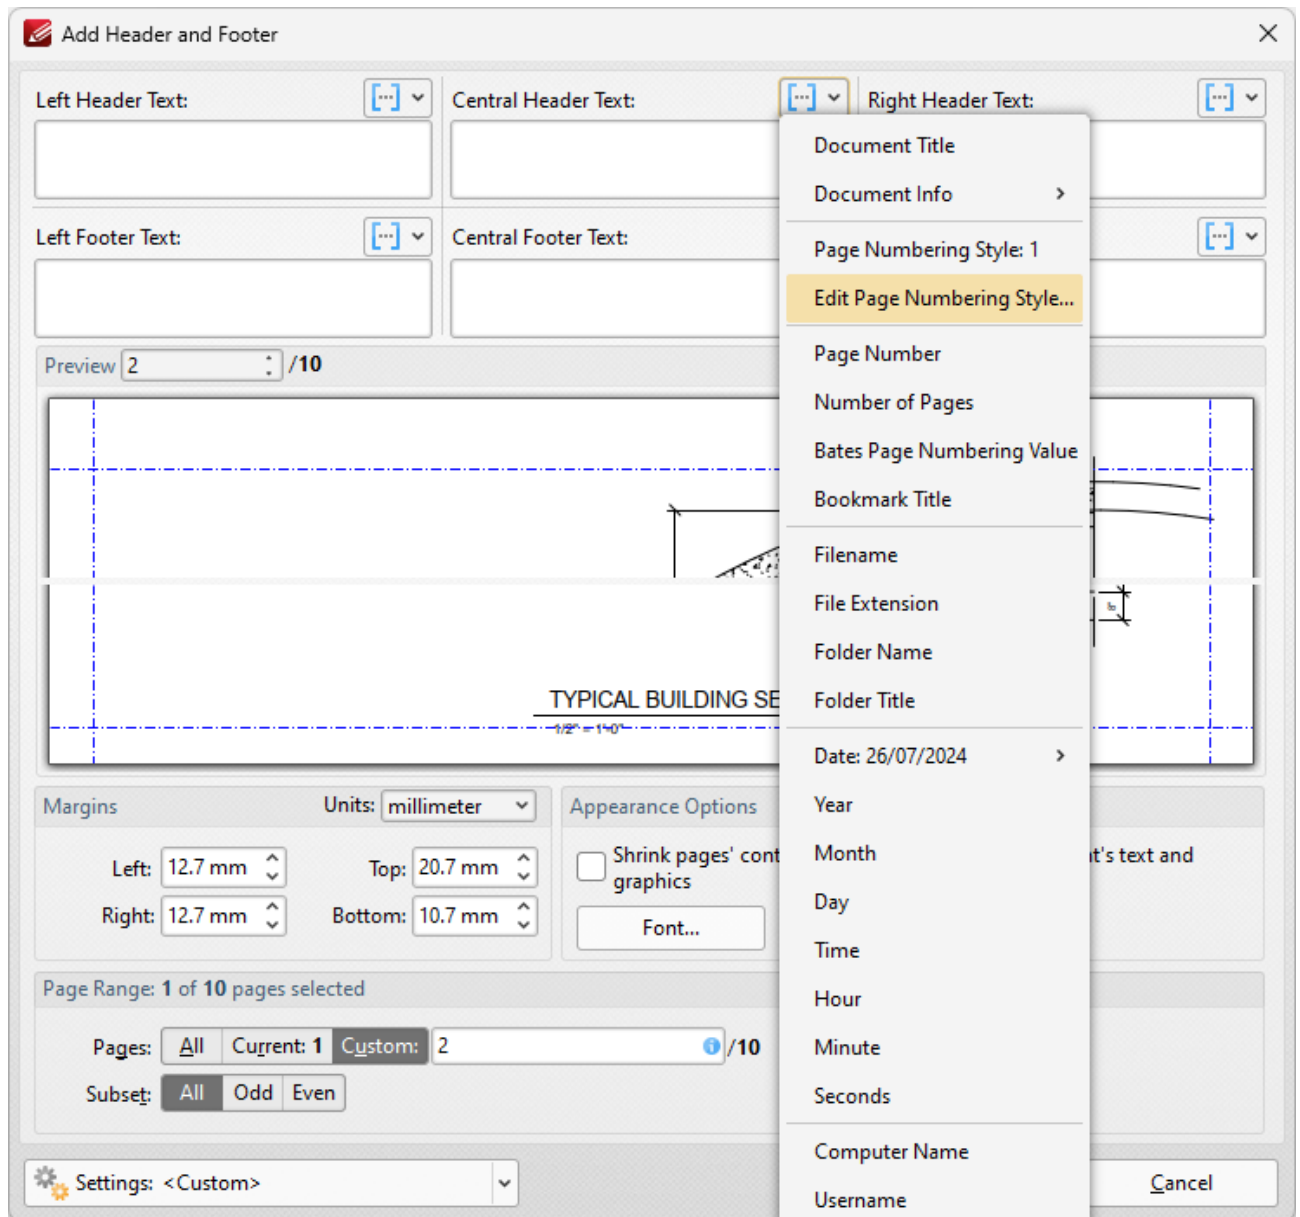 Add Header and Footer
Left Header Text:
Central Header Text:
Right Header Text:
Left Footer Text:
Central Footer Text:
Document Title
Document Info
Page Numbering Style: 1
Edit Page Numbering Style...
Page Number
Number of Pages
Bates Page Numbering Value
Bookmark Title
Filename
File Extension
Folder Name
Folder Title
Date: 26/07/2024
Year
Month
Day
Time
Hour
Minute
Seconds
Computer Name
Username
Preview 2 /10
TYPICAL BUILDING SE
1/2" = 1'-0"
Margins
Units: millimeter
Left: 12.7 mm
Top: 20.7 mm
Right: 12.7 mm
Bottom: 10.7 mm
Appearance Options
Shrink pages' cont
t's text and
graphics
Font...
Page Range: 1 of 10 pages selected
Pages: All Current: 1 Custom: 2 /10
Subset: All Odd Even
Settings: <Custom>
Cancel